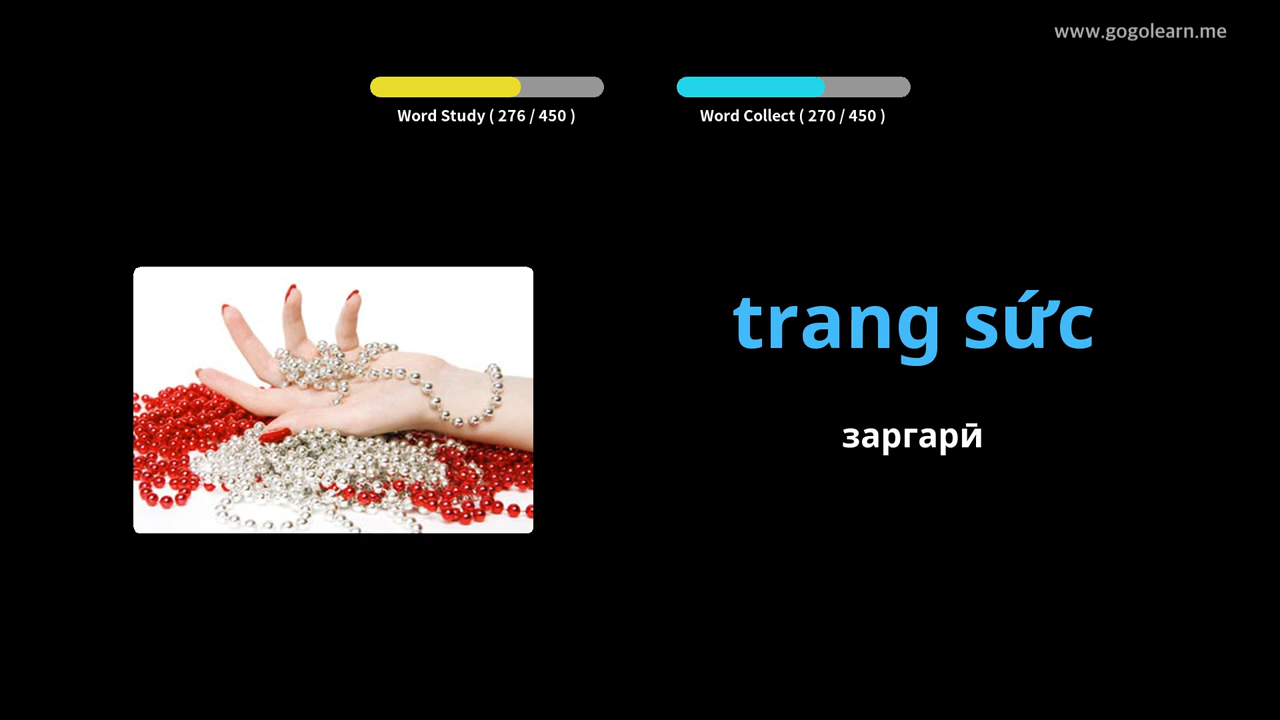 www.gogolearn.me
Word Study ( 276 / 450 )
Word Collect ( 270 / 450 )
trang sức
заргарӣ